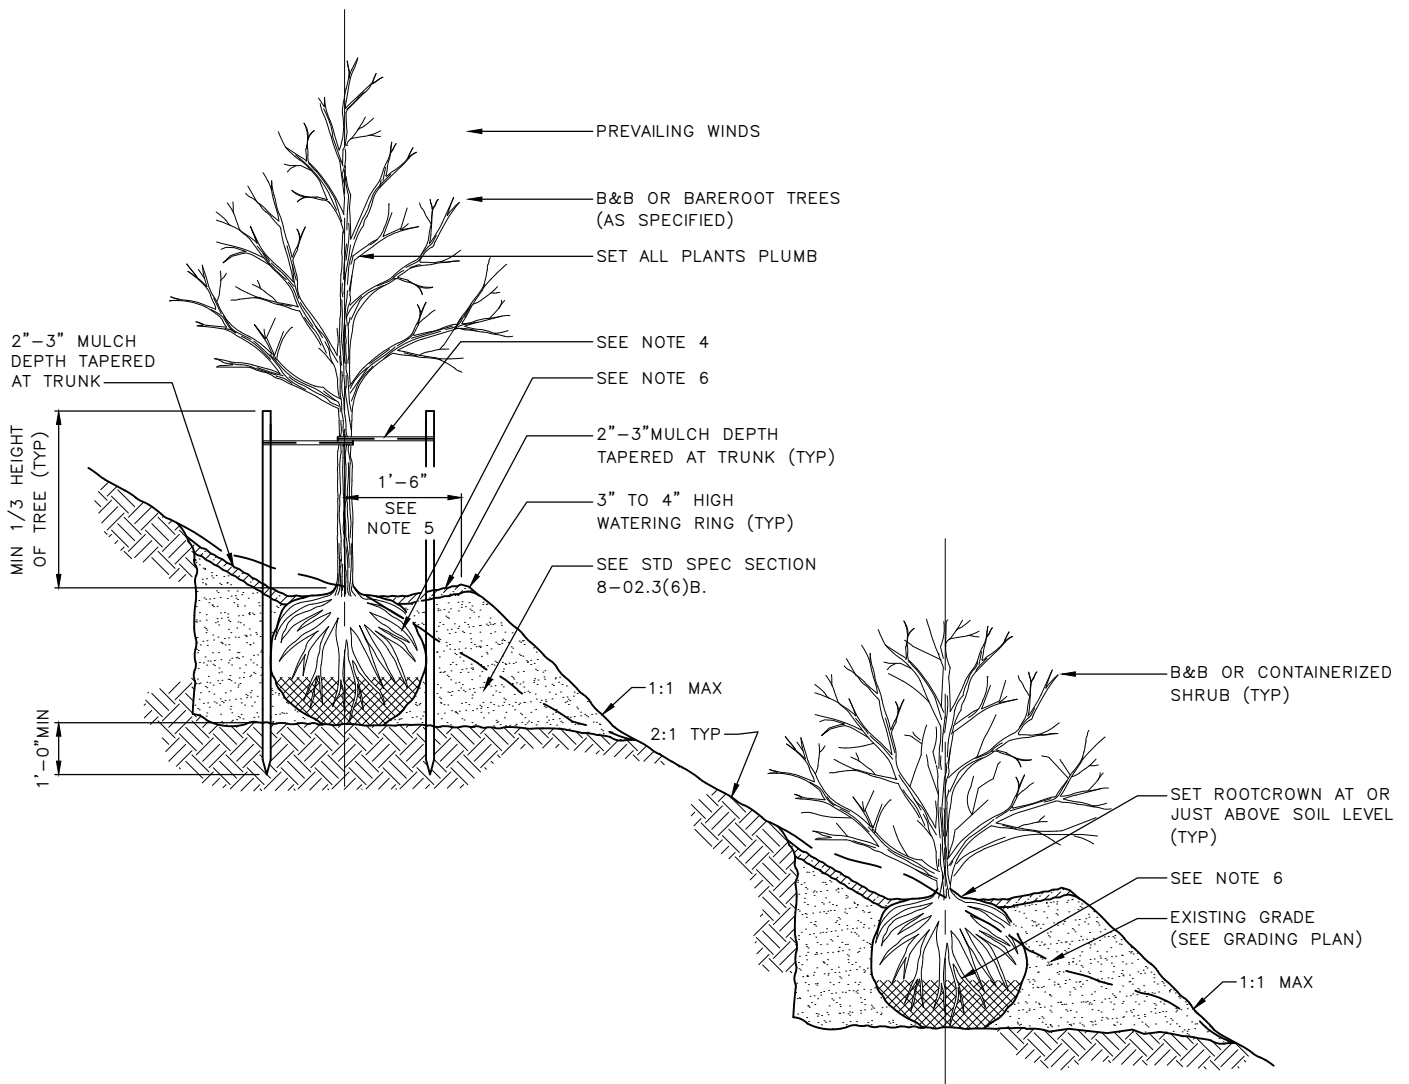 PREVAILING WINDS
B&B OR BAREROOT TREES
(AS SPECIFIED)
SET ALL PLANTS PLUMB
2"-3" MULCH
DEPTH TAPERED
AT TRUNK
SEE NOTE 4
SEE NOTE 6
MIN 1/3 HEIGHT
OF TREE (TYP)
2"-3"MULCH DEPTH
TAPERED AT TRUNK (TYP)
1'-6"
SEE
NOTE 5
3" TO 4" HIGH
WATERING RING (TYP)
SEE STD SPEC SECTION
8-02.3(6)B.
1:1 MAX
2:1 TYP
1'-0"MIN
B&B OR CONTAINERIZED
SHRUB (TYP)
SET ROOTCROWN AT OR
JUST ABOVE SOIL LEVEL
(TYP)
SEE NOTE 6
EXISTING GRADE
(SEE GRADING PLAN)
1:1 MAX